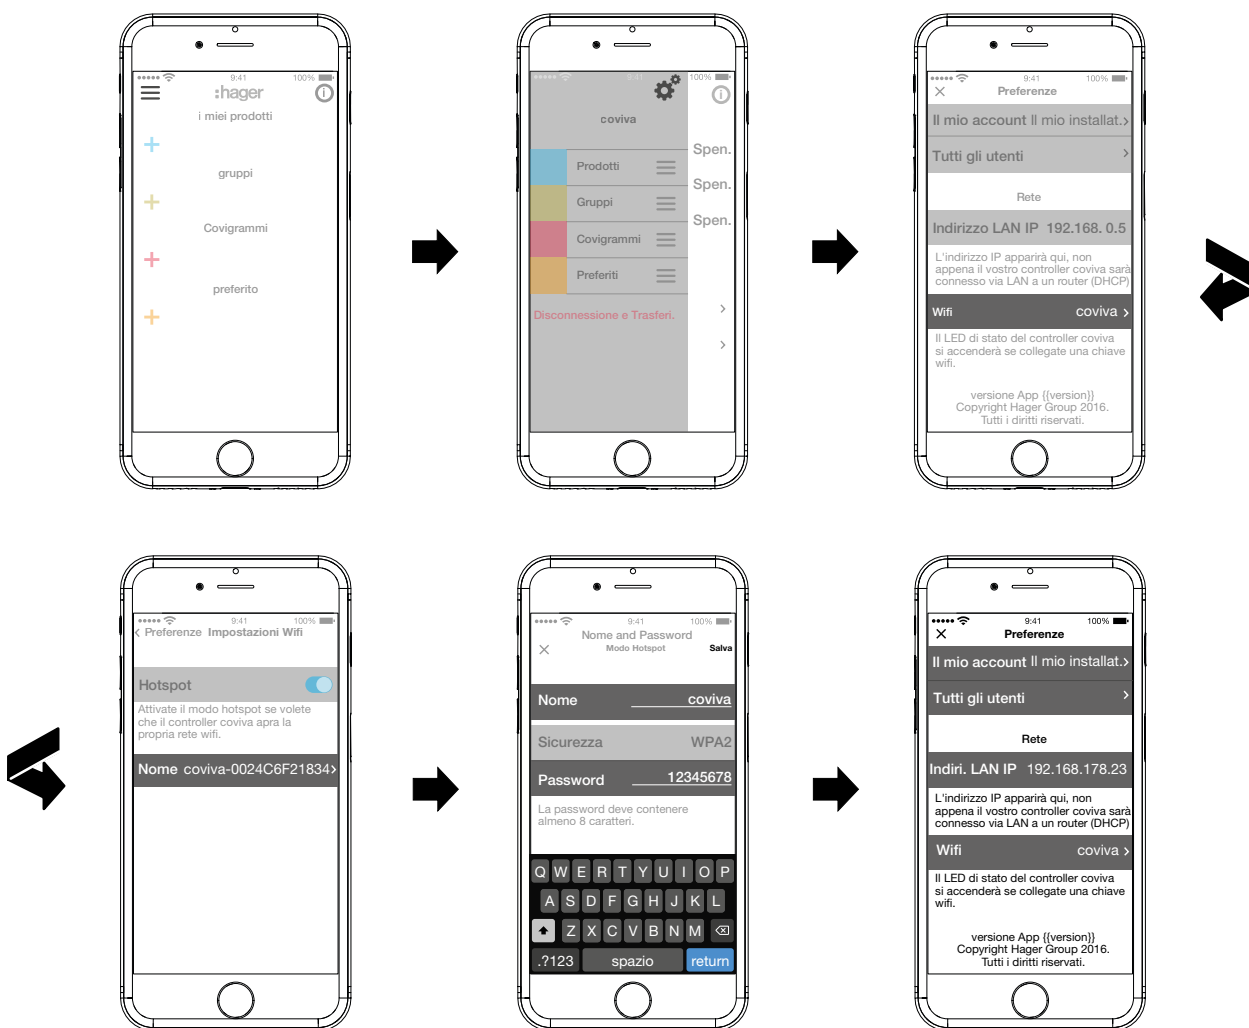 9:41
100%
:hager
i miei prodotti
gruppi
Covigrammi
preferito
9:41
100%
coviva
Spen.
Prodotti
Spen.
Gruppi
Spen.
Covigrammi
Preferiti
Disconnessione e Trasferi.
9:41
100%
Preferenze
Il mio account Il mio installat.
Tutti gli utenti
Rete
Indirizzo LAN IP 192.168. 0.5
L'indirizzo IP apparirà qui, non
appena il vostro controller coviva sarà
connesso via LAN a un router (DHCP)
Wifi coviva
Il LED di stato del controller coviva
si accenderà se collegate una chiave
wifi.
versione App {{version}}
Copyright Hager Group 2016.
Tutti i diritti riservati.
9:41
100%
Preferenze Impostazioni Wifi
Hotspot
Attivate il modo hotspot se volete
che il controller coviva apra la
propria rete wifi.
Nome coviva-0024C6F21834
9:41
100%
Nome and Password
Modo Hotspot Salva
Nome coviva
Sicurezza WPA2
Password 12345678
La password deve contenere
almeno 8 caratteri.
Q W E R T Y U I O P
A S D F G H J K L
Z X C V B N M
.?123 spazio return
9:41
100%
Preferenze
Il mio account Il mio installat.
Tutti gli utenti
Rete
Indiri. LAN IP 192.168.178.23
L'indirizzo IP apparirà qui, non
appena il vostro controller coviva sarà
connesso via LAN a un router (DHCP)
Wifi coviva
Il LED di stato del controller coviva
si accenderà se collegate una chiave
wifi.
versione App {{version}}
Copyright Hager Group 2016.
Tutti i diritti riservati.